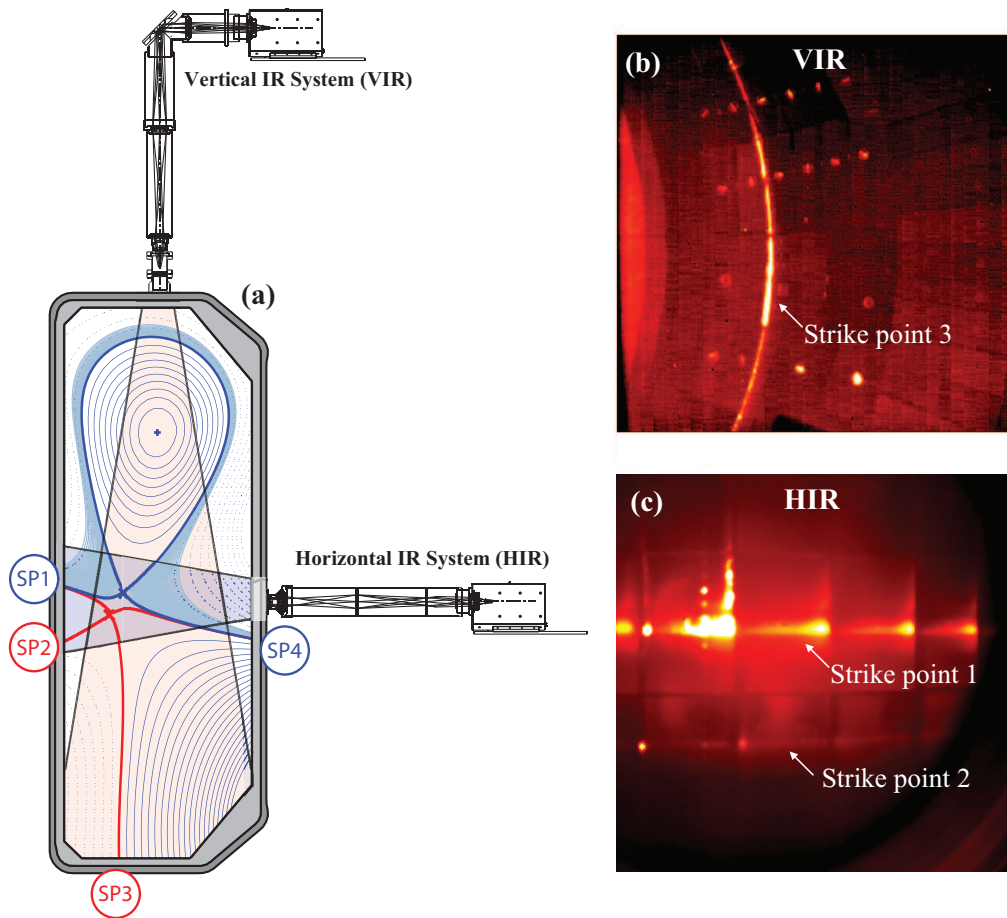 Vertical IR System (VIR)
(a)
SP1
SP2
SP3
SP4
Horizontal IR System (HIR)
(b)
VIR
Strike point 3
(c)
HIR
Strike point 1
Strike point 2